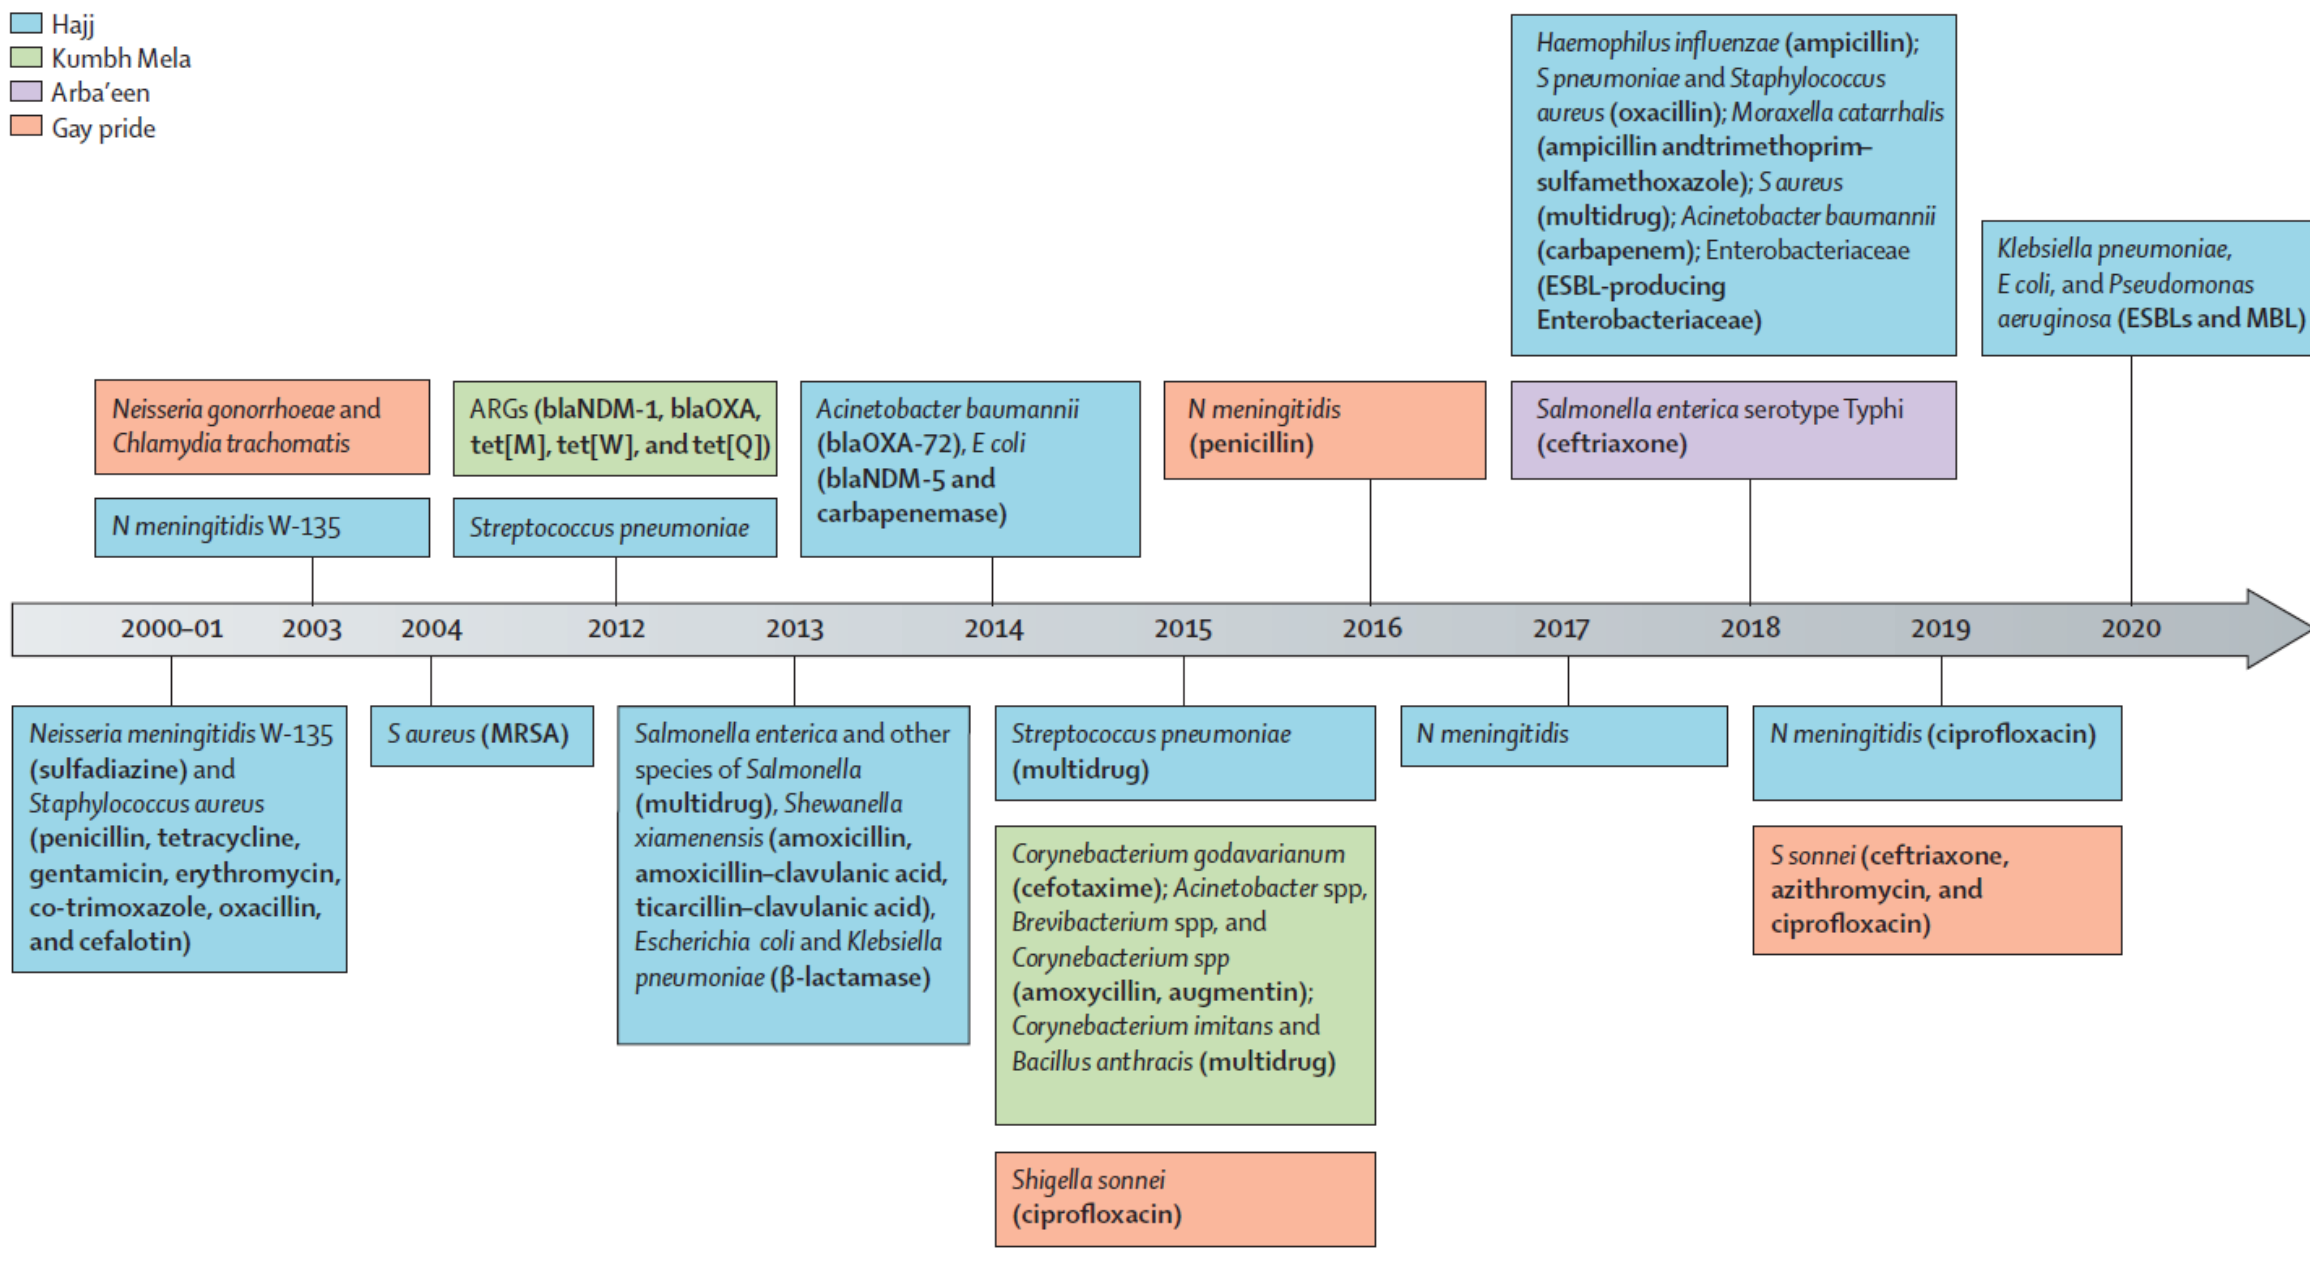 Hajj
Kumbh Mela
Arba’een
Gay pride
Haemophilus influenzae (ampicillin);
S pneumoniae and Staphylococcus
aureus (oxacillin); Moraxella catarrhalis
(ampicillin andtrimethoprim–
sulfamethoxazole); S aureus
(multidrug); Acinetobacter baumannii
(carbapenem); Enterobacteriaceae
(ESBL-producing
Enterobacteriaceae)
Klebsiella pneumoniae,
E coli, and Pseudomonas
aeruginosa (ESBLs and MBL)
Neisseria gonorrhoeae and
Chlamydia trachomatis
N meningitidis W-135
ARGs (blaNDM-1, blaOXA,
tet[M], tet[W], and tet[Q])
Streptococcus pneumoniae
Acinetobacter baumannii
(blaOXA-72), E coli
(blaNDM-5 and
carbapenemase)
N meningitidis
(penicillin)
Salmonella enterica serotype Typhi
(ceftriaxone)
2000–01 2003 2004 2012 2013 2014 2015 2016 2017 2018 2019 2020
Neisseria meningitidis W-135
(sulfadiazine) and
Staphylococcus aureus
(penicillin, tetracycline,
gentamicin, erythromycin,
co-trimoxazole, oxacillin,
and cefalotin)
S aureus (MRSA)
Salmonella enterica and other
species of Salmonella
(multidrug), Shewanella
xiamenensis (amoxicillin,
amoxicillin–clavulanic acid,
ticarcillin–clavulanic acid),
Escherichia coli and Klebsiella
pneumoniae (β-lactamase)
Streptococcus pneumoniae
(multidrug)
Corynebacterium godavarianum
(cefotaxime); Acinetobacter spp,
Brevibacterium spp, and
Corynebacterium spp
(amoxycillin, augmentin);
Corynebacterium imitans and
Bacillus anthracis (multidrug)
Shigella sonnei
(ciprofloxacin)
N meningitidis
N meningitidis (ciprofloxacin)
S sonnei (ceftriaxone,
azithromycin, and
ciprofloxacin)